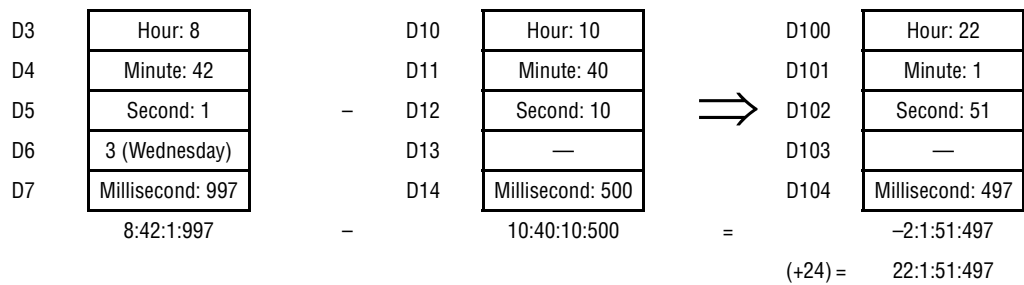 D3 Hour: 8 D10 Hour: 10 D100 Hour: 22
D4 Minute: 42 D11 Minute: 40 D101 Minute: 1
D5 Second: 1 – D12 Second: 10 ⇒ D102 Second: 51
D6 3 (Wednesday) D13 — D103 —
D7 Millisecond: 997 D14 Millisecond: 500 D104 Millisecond: 497
8:42:1:997 – 10:40:10:500 = –2:1:51:497
(+24) = 22:1:51:497